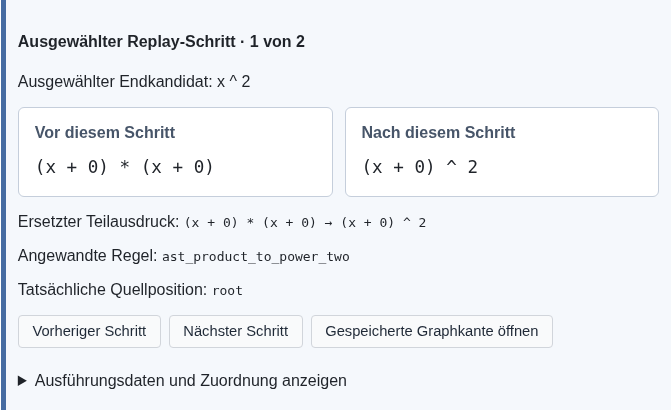 Ausgewählter Replay-Schritt · 1 von 2
Ausgewählter Endkandidat: x ^ 2
Vor diesem Schritt
(x + 0) * (x + 0)
Nach diesem Schritt
(x + 0) ^ 2
Ersetzter Teilausdruck: (x + 0) * (x + 0) → (x + 0) ^ 2
Angewandte Regel: ast_product_to_power_two
Tatsächliche Quellposition: root
Vorheriger Schritt
Nächster Schritt
Gespeicherte Graphkante öffnen
Ausführungsdaten und Zuordnung anzeigen